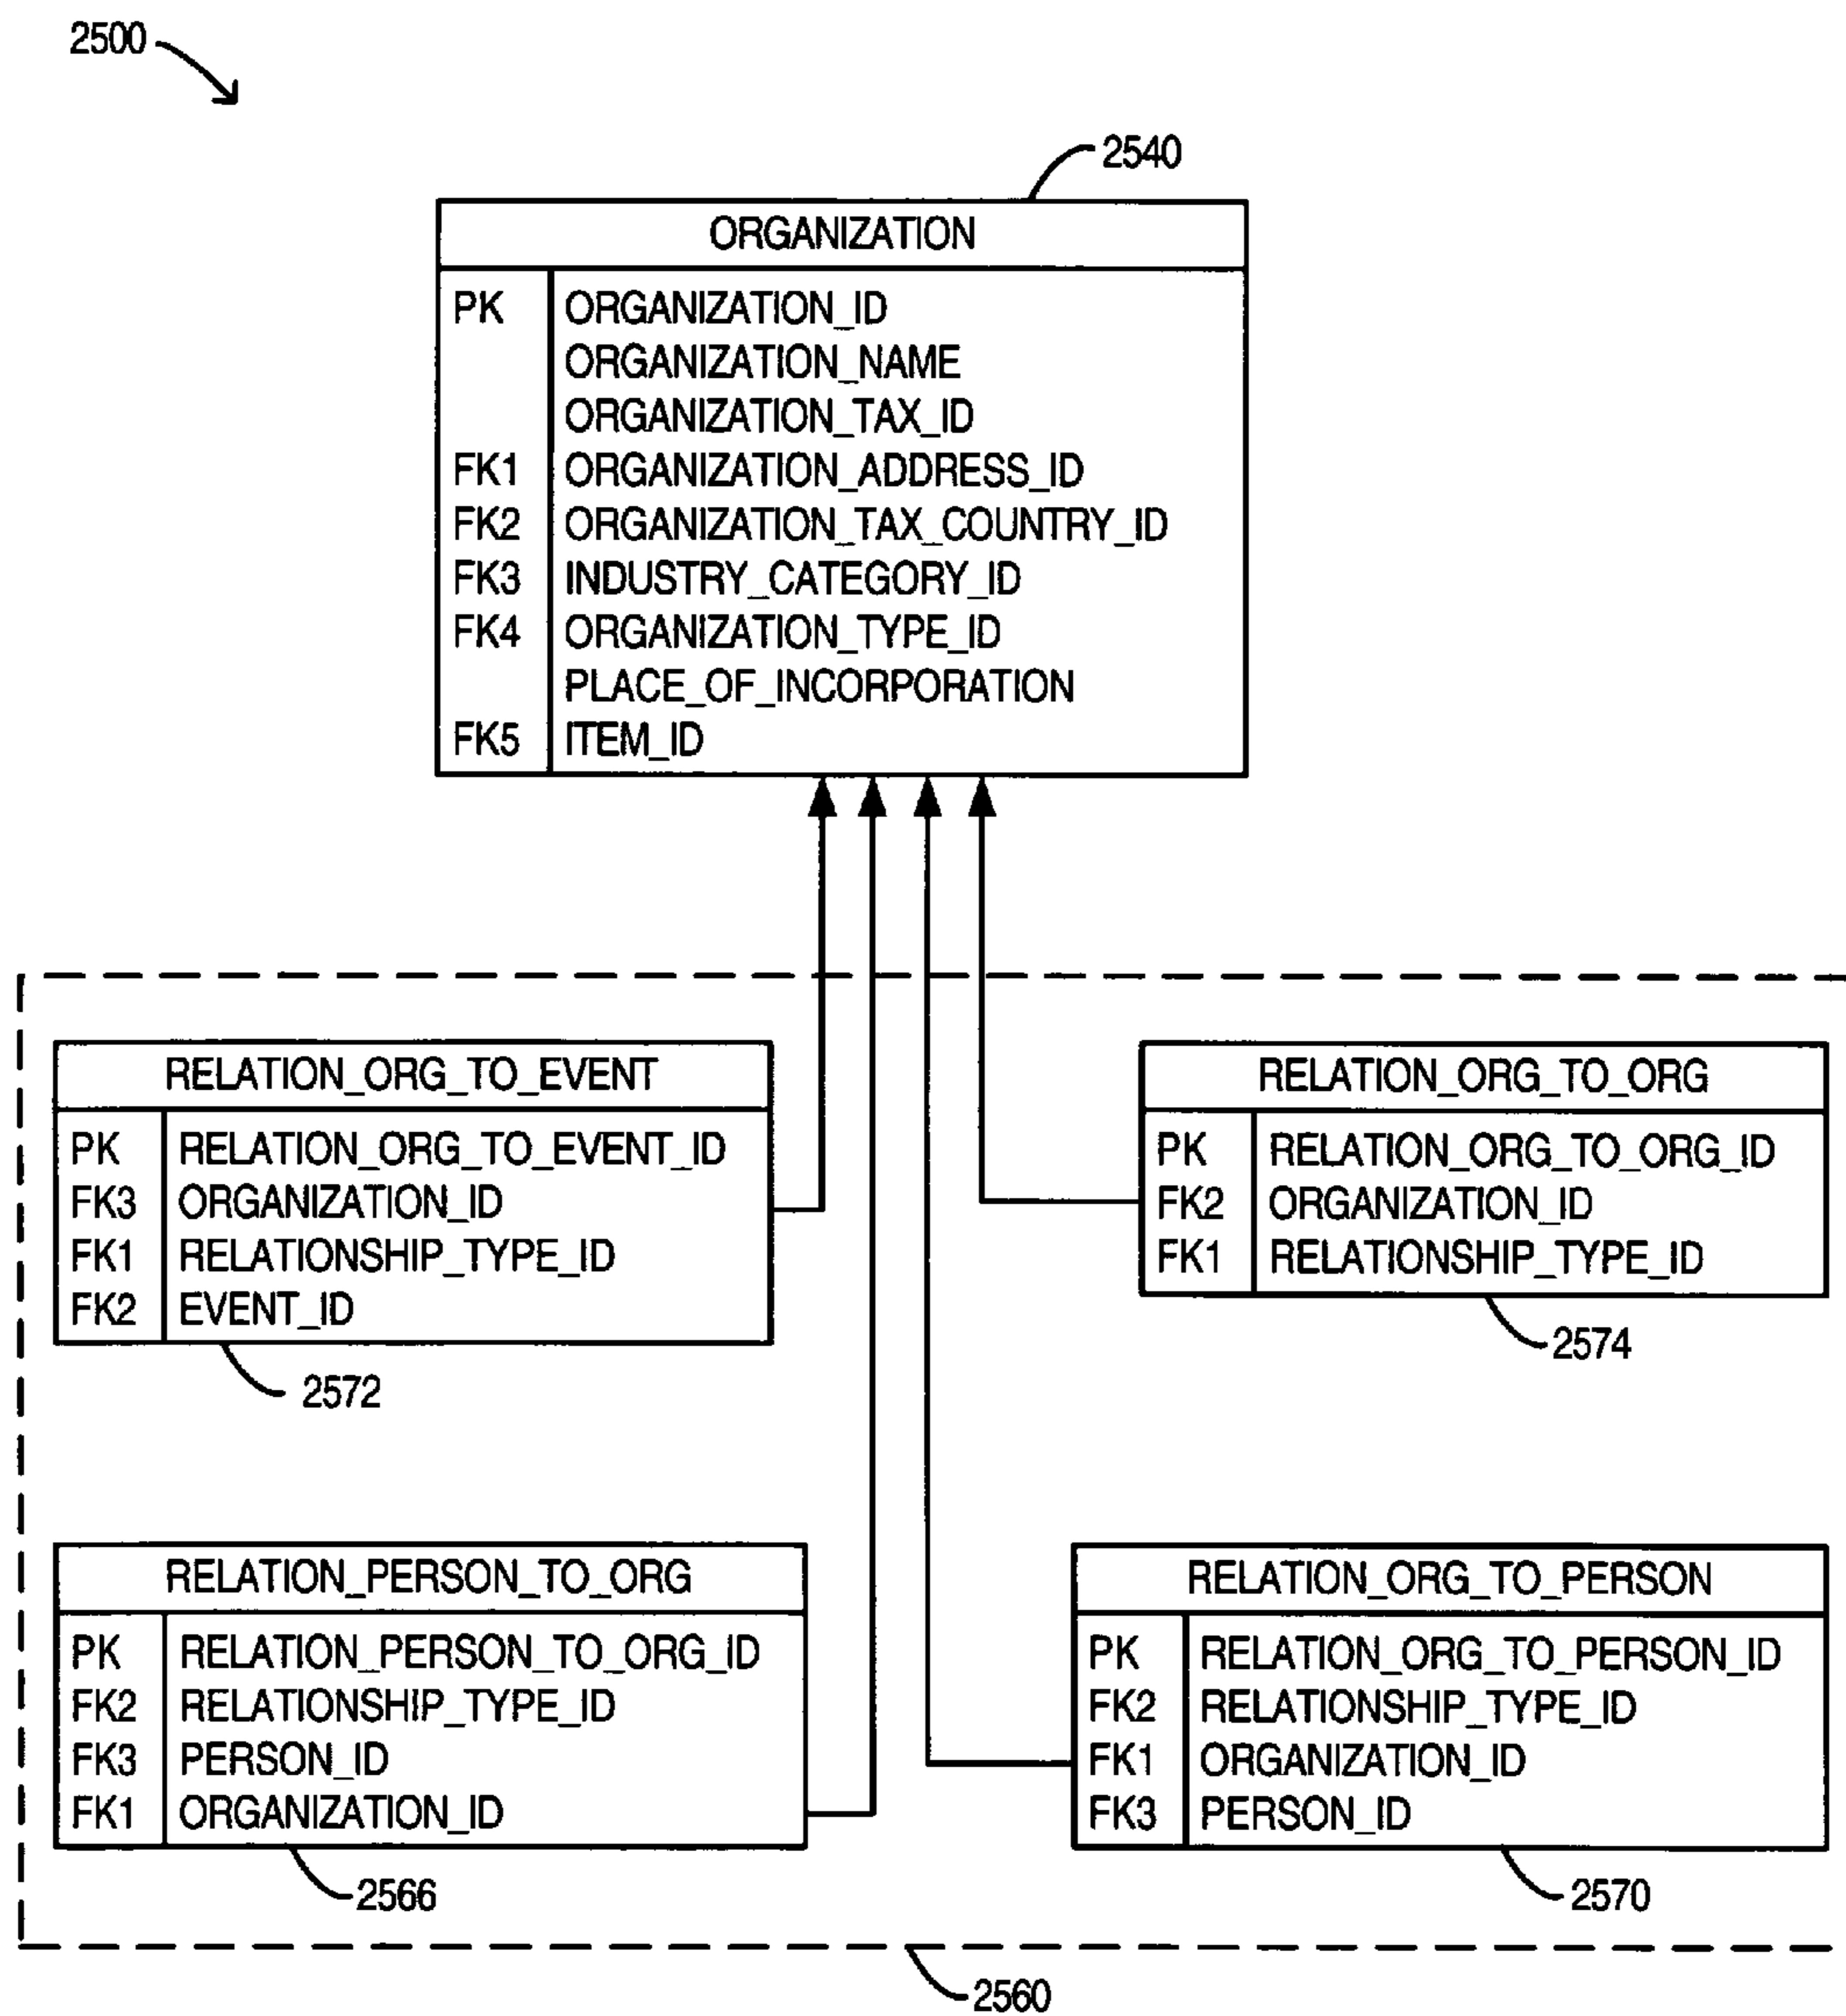 2500
2540
ORGANIZATION
PK ORGANIZATION_ID
ORGANIZATION_NAME
ORGANIZATION_TAX_ID
FK1 ORGANIZATION_ADDRESS_ID
FK2 ORGANIZATION_TAX_COUNTRY_ID
FK3 INDUSTRY_CATEGORY_ID
FK4 ORGANIZATION_TYPE_ID
PLACE_OF_INCORPORATION
FK5 ITEM_ID
RELATION_ORG_TO_EVENT
PK RELATION_ORG_TO_EVENT_ID
FK3 ORGANIZATION_ID
FK1 RELATIONSHIP_TYPE_ID
FK2 EVENT_ID
2572
RELATION_ORG_TO_ORG
PK RELATION_ORG_TO_ORG_ID
FK2 ORGANIZATION_ID
FK1 RELATIONSHIP_TYPE_ID
2574
RELATION_PERSON_TO_ORG
PK RELATION_PERSON_TO_ORG_ID
FK2 RELATIONSHIP_TYPE_ID
FK3 PERSON_ID
FK1 ORGANIZATION_ID
2566
RELATION_ORG_TO_PERSON
PK RELATION_ORG_TO_PERSON_ID
FK2 RELATIONSHIP_TYPE_ID
FK1 ORGANIZATION_ID
FK3 PERSON_ID
2570
2560